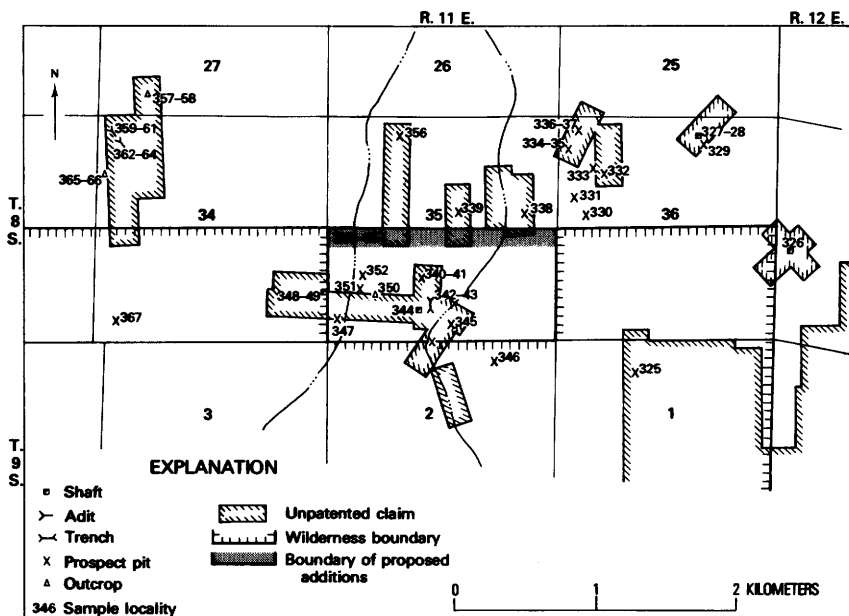 R. 11 E.
R. 12 E.
27
26
25
N
357–58
359–61
362–64
365–66
356
336–37
334–35
333
332
331
330
327–28
329
339
338
T.
8
S.
34
35
36
326
352
351
350
340–41
342–43
348–49
344
345
347
367
346
325
T.
9
S.
3
2
1
EXPLANATION
Shaft
Adit
Trench
Prospect pit
Outcrop
346 Sample locality
Unpatented claim
Wilderness boundary
Boundary of proposed
additions
0 1 2 KILOMETERS